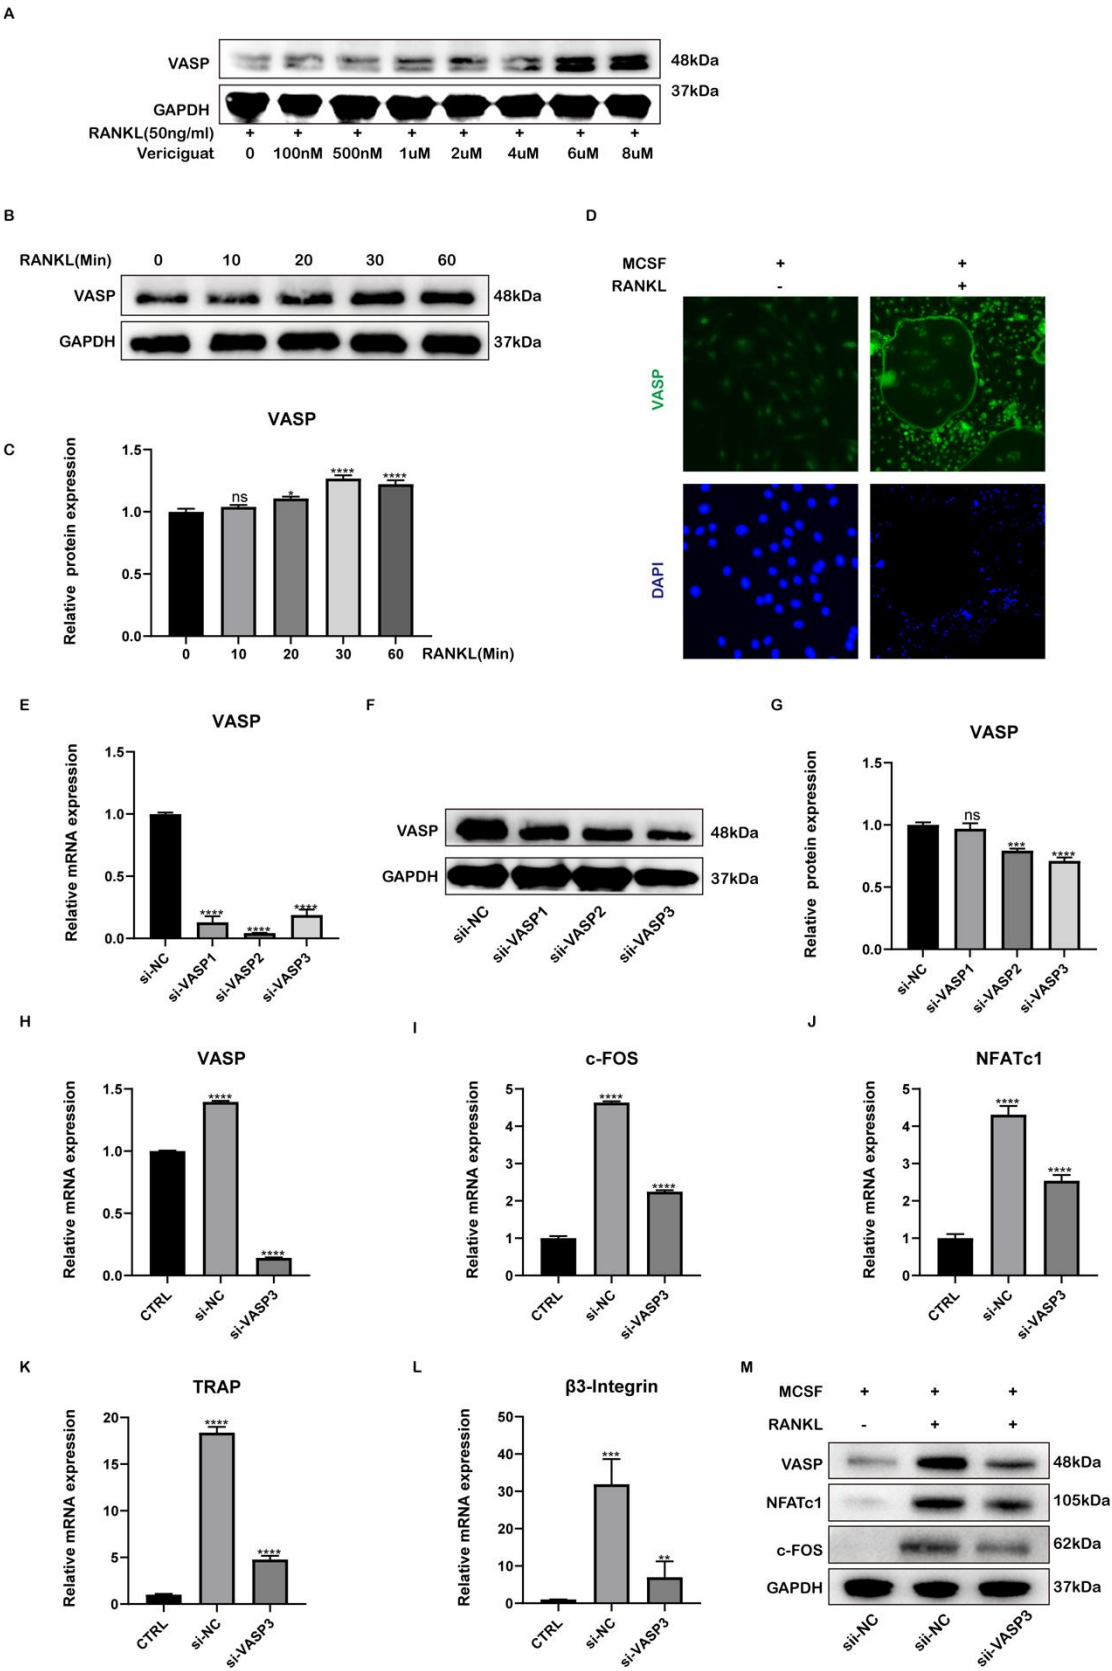 A
VASP 48kDa
37kDa
GAPDH
RANKL(50ng/ml) + + + + + + + +
Vericiguat 0 100nM 500nM 1uM 2uM 4uM 6uM 8uM
B
RANKL(Min) 0 10 20 30 60
VASP 48kDa
GAPDH 37kDa
C
VASP
Relative protein expression
1.5
1.0
0.5
0.0
ns * **** ****
0 10 20 30 60 RANKL(Min)
D
MCSF + +
RANKL - +
VASP
DAPI
E
VASP
Relative mRNA expression
1.5
1.0
0.5
0.0
**** **** ****
si-NC si-VASP1 si-VASP2 si-VASP3
F
VASP 48kDa
GAPDH 37kDa
sii-NC sii-VASP1 sii-VASP2 sii-VASP3
G
VASP
Relative protein expression
1.5
1.0
0.5
0.0
ns *** ****
si-NC si-VASP1 si-VASP2 si-VASP3
H
VASP
Relative mRNA expression
1.5
1.0
0.5
0.0
**** ****
CTRL si-NC si-VASP3
I
c-FOS
Relative mRNA expression
5
4
3
2
1
0
**** ****
CTRL si-NC si-VASP3
J
NFATc1
Relative mRNA expression
5
4
3
2
1
0
**** ****
CTRL si-NC si-VASP3
K
TRAP
Relative mRNA expression
20
15
10
5
0
**** ****
CTRL si-NC si-VASP3
L
β3-Integrin
Relative mRNA expression
50
40
30
20
10
0
*** **
CTRL si-NC si-VASP3
M
MCSF + + +
RANKL - + +
VASP 48kDa
NFATc1 105kDa
c-FOS 62kDa
GAPDH 37kDa
sii-NC sii-NC sii-VASP3